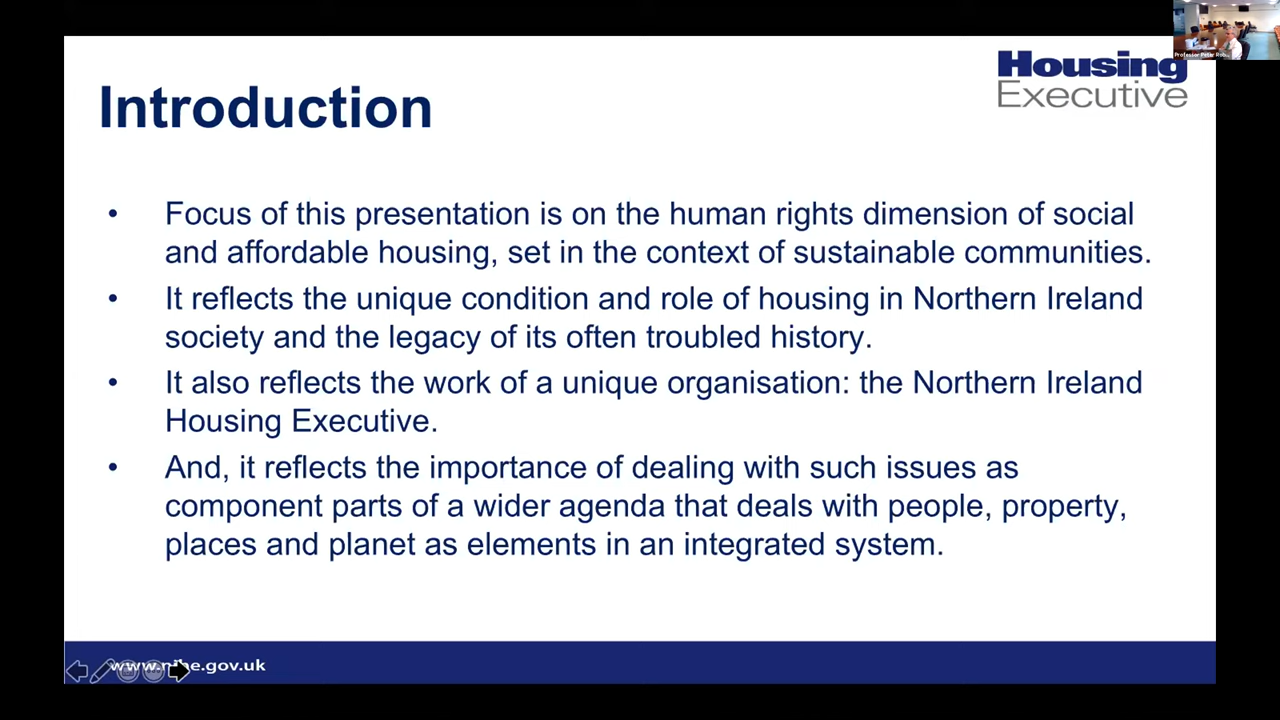 Housing
Executive
Introduction
• Focus of this presentation is on the human rights dimension of social
and affordable housing, set in the context of sustainable communities.
• It reflects the unique condition and role of housing in Northern Ireland
society and the legacy of its often troubled history.
• It also reflects the work of a unique organisation: the Northern Ireland
Housing Executive.
• And, it reflects the importance of dealing with such issues as
component parts of a wider agenda that deals with people, property,
places and planet as elements in an integrated system.
Professor Peter